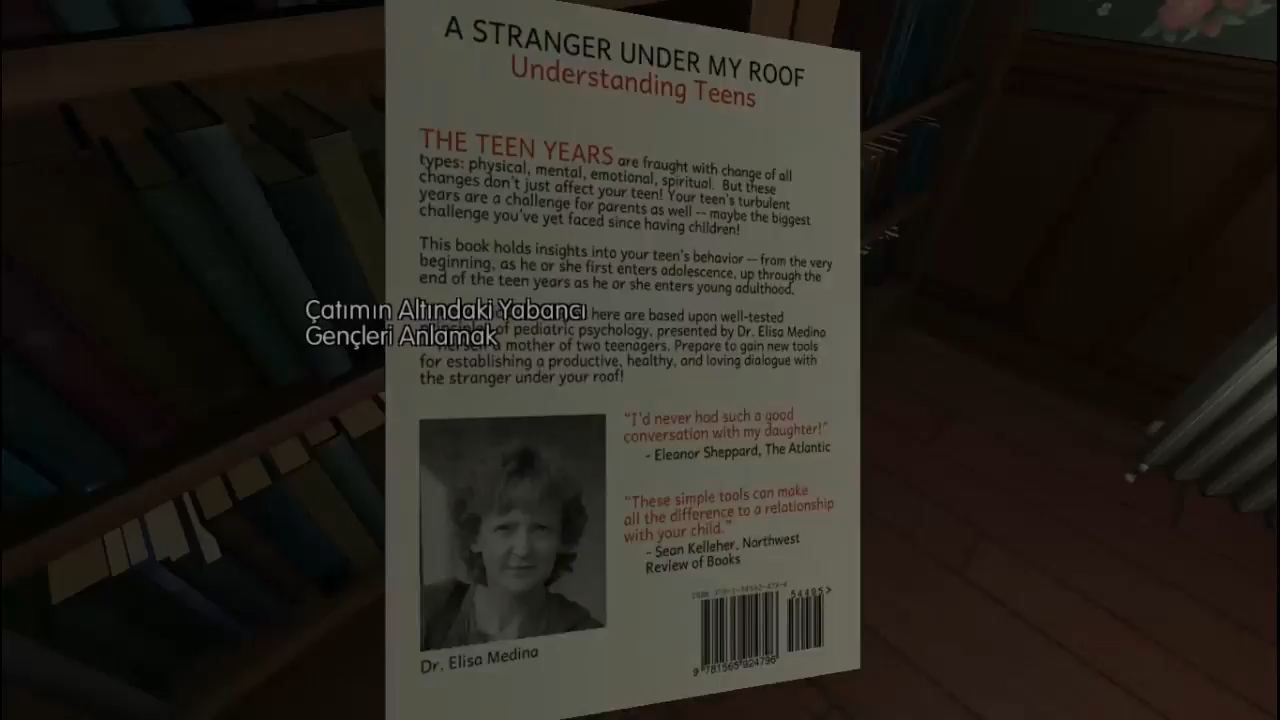 A STRANGER UNDER MY ROOF
Understanding Teens
THE TEEN YEARS are fraught with change of all
types: physical, mental, emotional, spiritual. But these
changes don't just affect your teen! Your teen's turbulent
years are a challenge for parents as well -- maybe the biggest
challenge you've yet faced since having children!
This book holds insights into your teen's behavior -- from the very
beginning, as he or she first enters adolescence, up through the
end of the teen years as he or she enters young adulthood.
Çatımın Altındaki Yabancı
Gençleri Anlamak
here are based upon well-tested
of pediatric psychology, presented by Dr. Elisa Medina
mother of two teenagers. Prepare to gain new tools
for establishing a productive, healthy, and loving dialogue with
the stranger under your roof!
"I'd never had such a good
conversation with my daughter!"
- Eleanor Sheppard, The Atlantic
"These simple tools can make
all the difference to a relationship
with your child."
- Sean Kelleher, Northwest
Review of Books
Dr. Elisa Medina
54495>
9 781565 924796